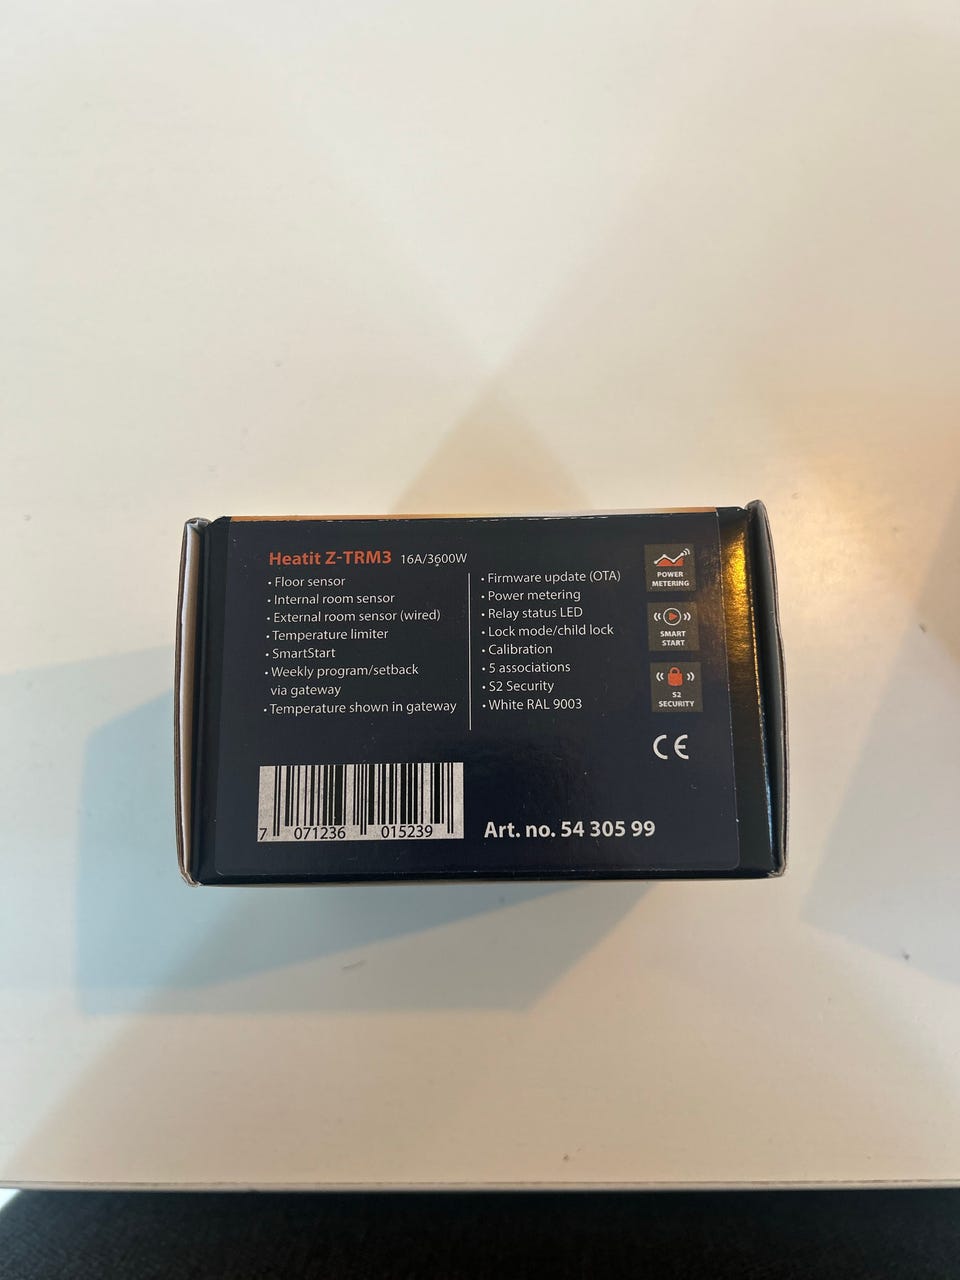 Heatit Z-TRM3 16A/3600W
• Floor sensor
• Internal room sensor
• External room sensor (wired)
• Temperature limiter
• SmartStart
• Weekly program/setback
via gateway
• Temperature shown in gateway
• Firmware update (OTA)
• Power metering
• Relay status LED
• Lock mode/child lock
• Calibration
• 5 associations
• S2 Security
• White RAL 9003
POWER
METERING
SMART
START
S2
SECURITY
CE
7 071236 015239
Art. no. 54 305 99